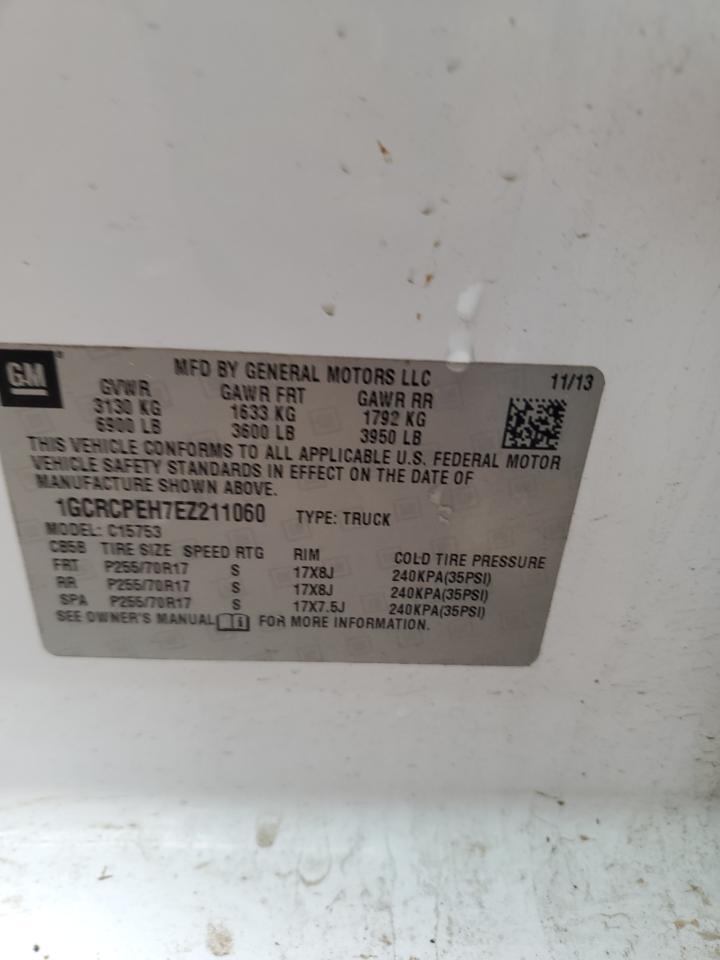 GM
MFD BY GENERAL MOTORS LLC 11/13
GVWR GAWR FRT GAWR RR
3130 KG 1633 KG 1792 KG
6900 LB 3600 LB 3950 LB
THIS VEHICLE CONFORMS TO ALL APPLICABLE U.S. FEDERAL MOTOR
VEHICLE SAFETY STANDARDS IN EFFECT ON THE DATE OF
MANUFACTURE SHOWN ABOVE.
1GCRCPEH7EZ211060 TYPE: TRUCK
MODEL: C15753
CB5B TIRE SIZE SPEED RTG RIM COLD TIRE PRESSURE
FRT P255/70R17 S 17X8J 240KPA(35PSI)
RR P255/70R17 S 17X8J 240KPA(35PSI)
SPA P255/70R17 S 17X7.5J 240KPA(35PSI)
SEE OWNER'S MANUAL i FOR MORE INFORMATION.